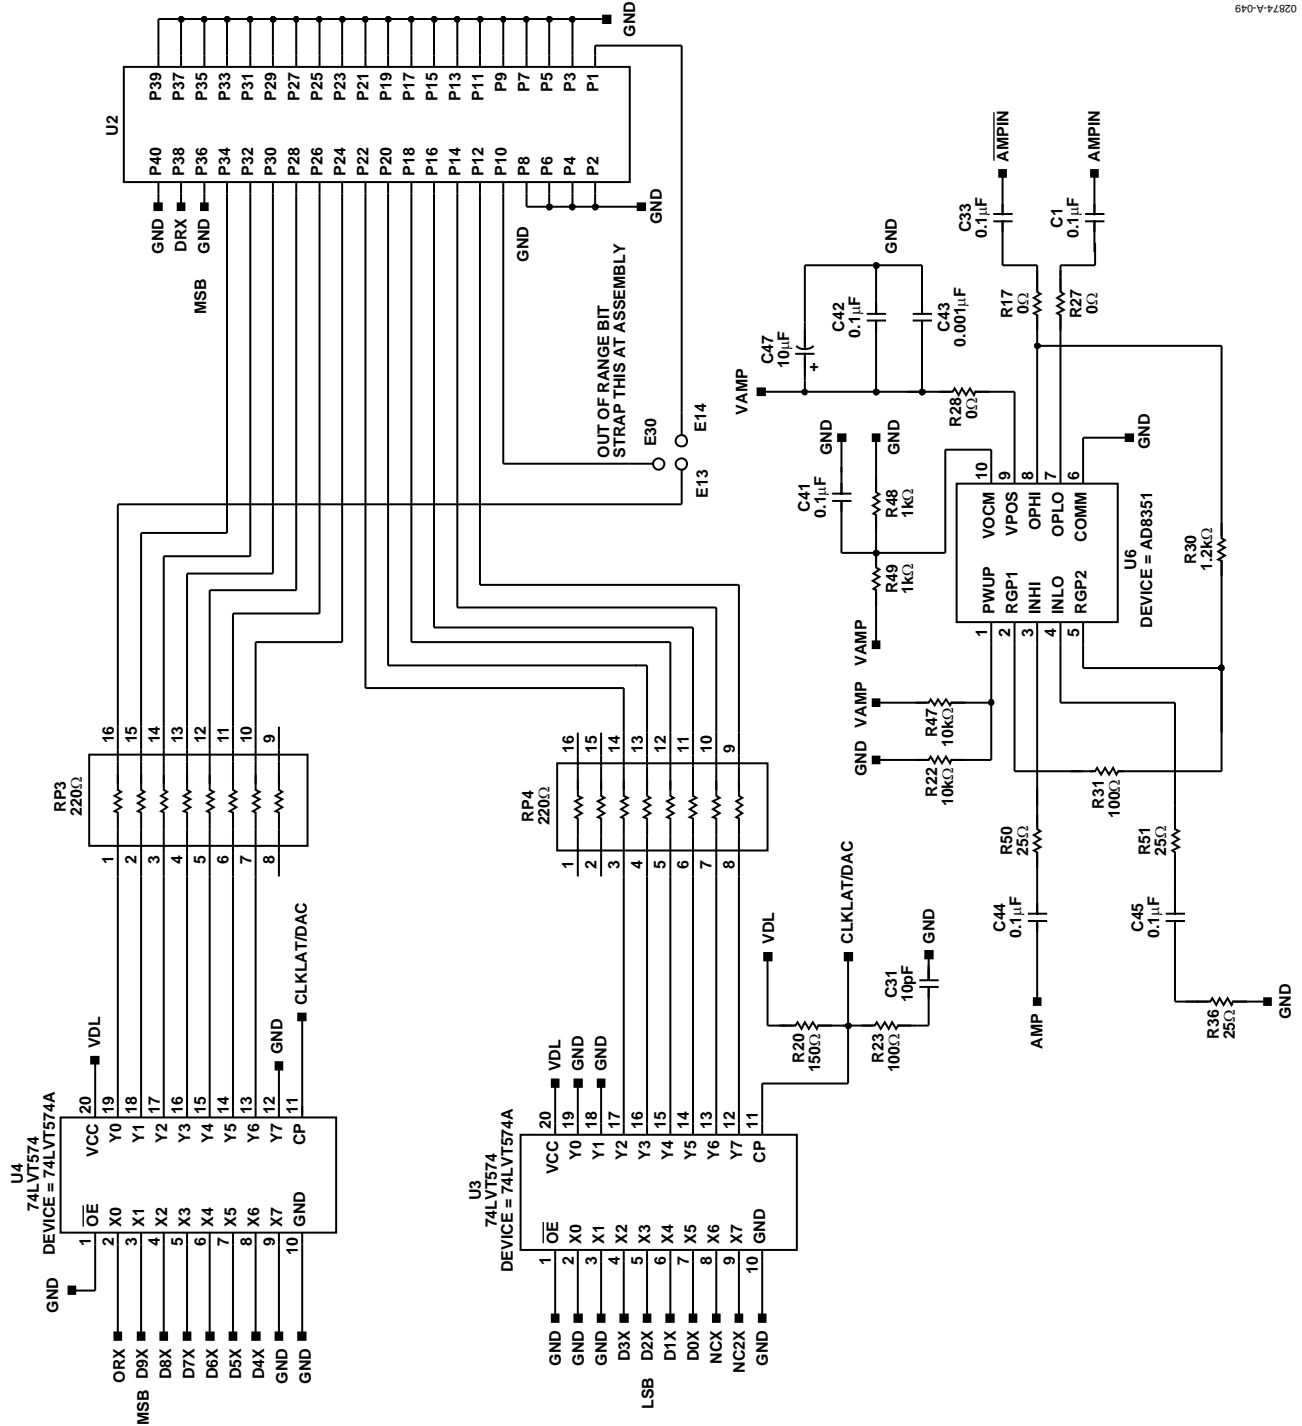 02874-A-049
GND
P39 P37 P35 P33 P31 P29 P27 P25 P23 P21 P19 P17 P15 P13 P11 P9 P7 P5 P3 P1
U2
P40 P38 P36 P34 P32 P30 P28 P26 P24 P22 P20 P18 P16 P14 P12 P10 P8 P6 P4 P2
GND
DRX
GND
MSB
GND
GND
OUT OF RANGE BIT
STRAP THIS AT ASSEMBLY
E30
E14
E13
RP3
220Ω
16
15
14
13
12
11
10
9
1
2
3
4
5
6
7
8
RP4
220Ω
16
15
14
13
12
11
10
9
1
2
3
4
5
6
7
8
U4
74LVT574
DEVICE = 74LVT574A
VDL
GND
CLKLAT/DAC
20
19
18
17
16
15
14
13
12
11
VCC
Y0
Y1
Y2
Y3
Y4
Y5
Y6
Y7
CP
OE
X0
X1
X2
X3
X4
X5
X6
X7
GND
1
2
3
4
5
6
7
8
9
10
GND
ORX
MSB D9X
D8X
D7X
D6X
D5X
D4X
GND
GND
U3
74LVT574
DEVICE = 74LVT574A
VDL
GND
GND
20
19
18
17
16
15
14
13
12
11
VCC
Y0
Y1
Y2
Y3
Y4
Y5
Y6
Y7
CP
OE
X0
X1
X2
X3
X4
X5
X6
X7
GND
1
2
3
4
5
6
7
8
9
10
GND
GND
GND
D3X
LSB D2X
D1X
D0X
NCX
NC2X
GND
VDL
CLKLAT/DAC
GND
R20
150Ω
R23
100Ω
C31
10pF
AMPIN
AMPIN
C33
0.1μF
C1
0.1μF
R17
0Ω
R27
0Ω
GND
C47
10μF
+
C42
0.1μF
C43
0.001μF
VAMP
R28
0Ω
GND
GND
C41
0.1μF
R48
1kΩ
R49
1kΩ
VAMP
GND
10
9
8
7
6
VOCM
VPOS
OPHI
OPLO
COMM
PWUP
RGP1
INHI
INLO
RGP2
1
2
3
4
5
U6
DEVICE = AD8351
R30
1.2kΩ
VAMP
GND
R47
10kΩ
R22
10kΩ
R31
100Ω
R50
25Ω
R51
25Ω
C44
0.1μF
C45
0.1μF
AMP
R36
25Ω
GND